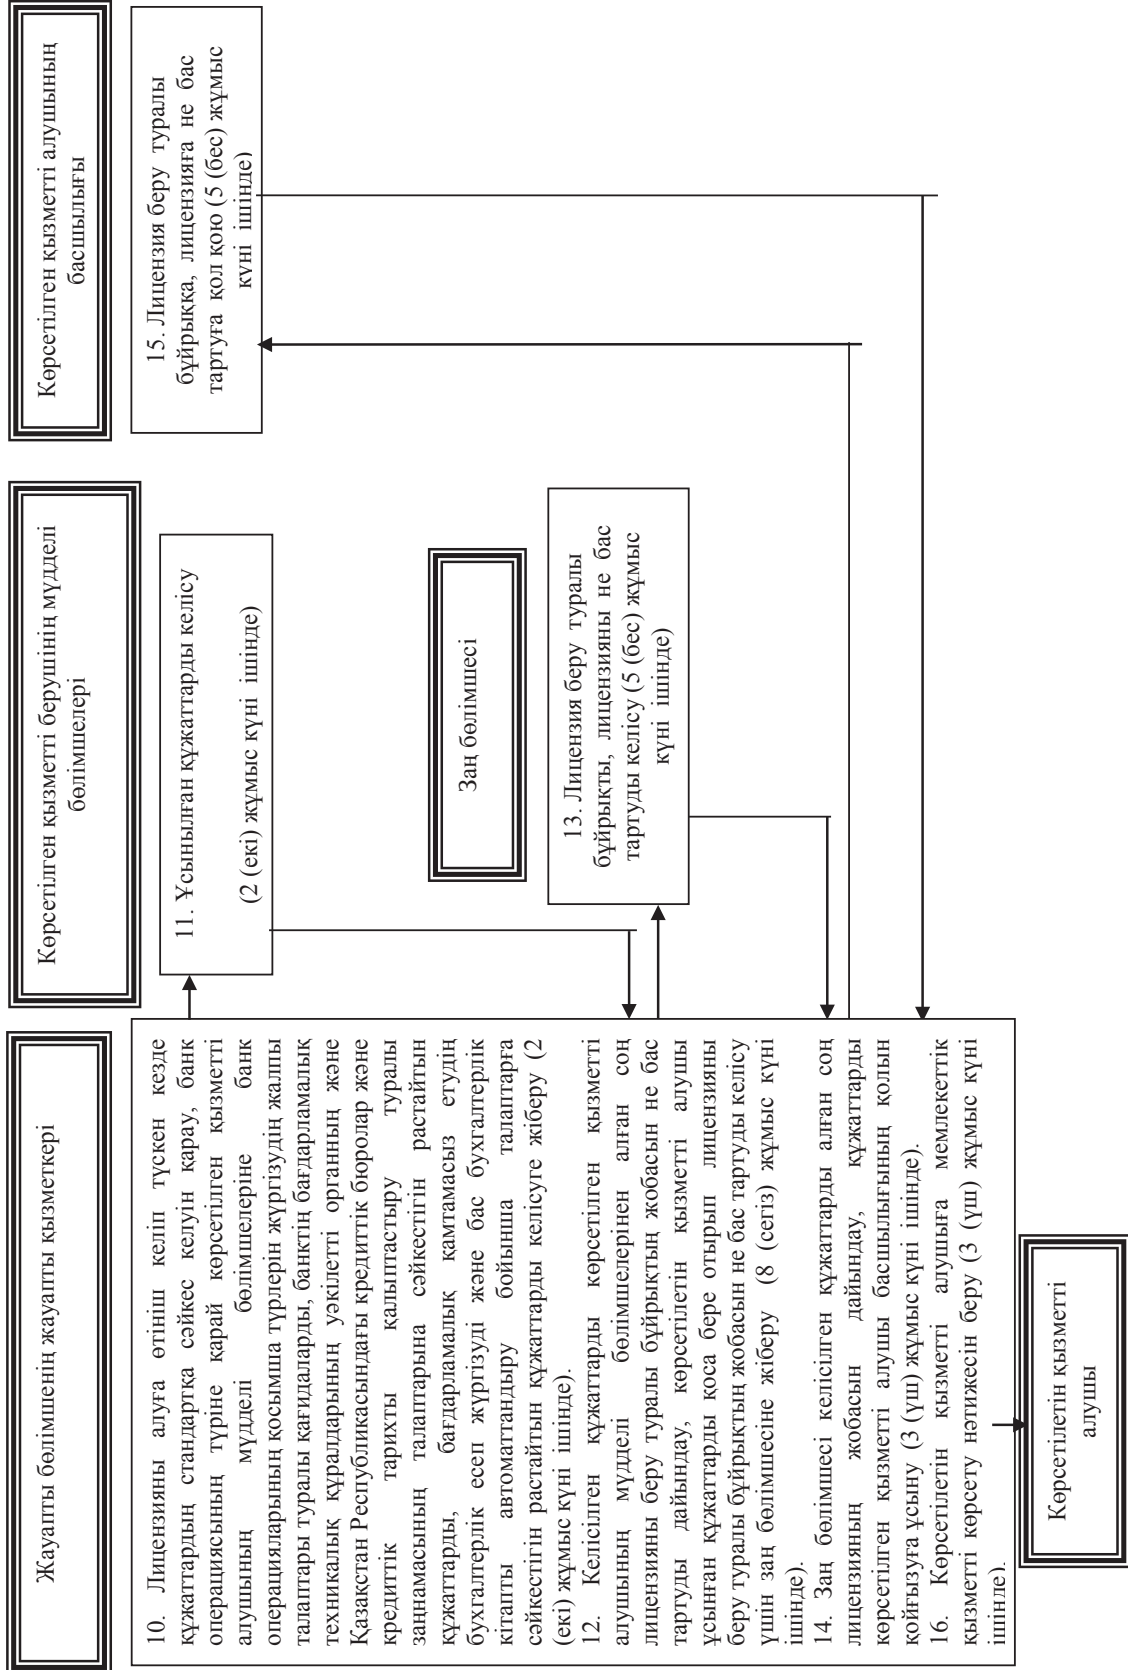 Жауапты бөлімшенің жауапты қызметкері
Көрсетілген қызметті берушінің мүдделі
бөлімшелері
Көрсетілген қызметті алушының
басшылығы
10. Лицензияны алуға өтініш келіп түскен кезде
құжаттардың стандартқа сәйкес келуін қарау, банк
операциясының түріне қарай көрсетілген қызметті
алушының мүдделі бөлімшелеріне банк
операцияларының қосымша түрлерін жүргізудің жалпы
талаптары туралы қағидаларды, банктің бағдарламалық
техникалық құралдарының уәкілетті органның және
Қазақстан Республикасындағы кредиттік бюролар және
кредиттік тарихты қалыптастыру туралы
заңнамасының талаптарына сәйкестігін растайтын
құжаттарды, бағдарламалық қамтамасыз етудің
бухгалтерлік есеп жүргізуді және бас бухгалтерлік
кітапты автоматтандыру бойынша талаптарға
сәйкестігін растайтын құжаттарды келісуге жіберу (2
(екі) жұмыс күні ішінде).
12. Келісілген құжаттарды көрсетілген қызметті
алушының мүдделі бөлімшелерінен алған соң
лицензияны беру туралы бұйрықтың жобасын не бас
тартуды дайындау, көрсетілетін қызметті алушы
ұсынған құжаттарды қоса бере отырып лицензияны
беру туралы бұйрықтың жобасын не бас тартуды келісу
үшін заң бөлімшесіне жіберу (8 (сегіз) жұмыс күні
ішінде).
14. Заң бөлімшесі келісілген құжаттарды алған соң
лицензияның жобасын дайындау, құжаттарды
көрсетілген қызметті алушы басшылығының қолын
қойғызуға ұсыну (3 (үш) жұмыс күні ішінде).
16. Көрсетілетін қызметті алушыға мемлекеттік
қызметті көрсету нәтижесін беру (3 (үш) жұмыс күні
ішінде).
11. Ұсынылған құжаттарды келісу
(2 (екі) жұмыс күні ішінде)
Заң бөлімшесі
13. Лицензия беру туралы
бұйрықты, лицензияны не бас
тартуды келісу (5 (бес) жұмыс
күні ішінде)
15. Лицензия беру туралы
бұйрыққа, лицензияға не бас
тартуға қол қою (5 (бес) жұмыс
күні ішінде)
Көрсетілетін қызметті
алушы